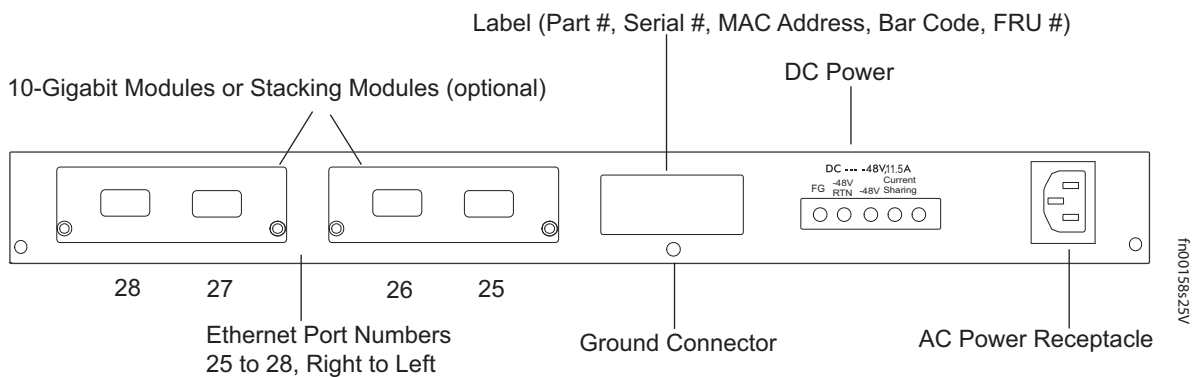 Label (Part #, Serial #, MAC Address, Bar Code, FRU #)
DC Power
10-Gigabit Modules or Stacking Modules (optional)
DC --- -48V,11.5A
FG -48V RTN -48V Current Sharing
28 27 26 25
Ethernet Port Numbers
25 to 28, Right to Left
Ground Connector
AC Power Receptacle
fn00158s25V